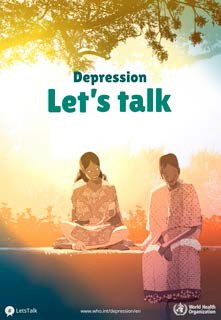 Depression
Let's talk
LetsTalk
www.who.int/depression/en
World Health
Organization